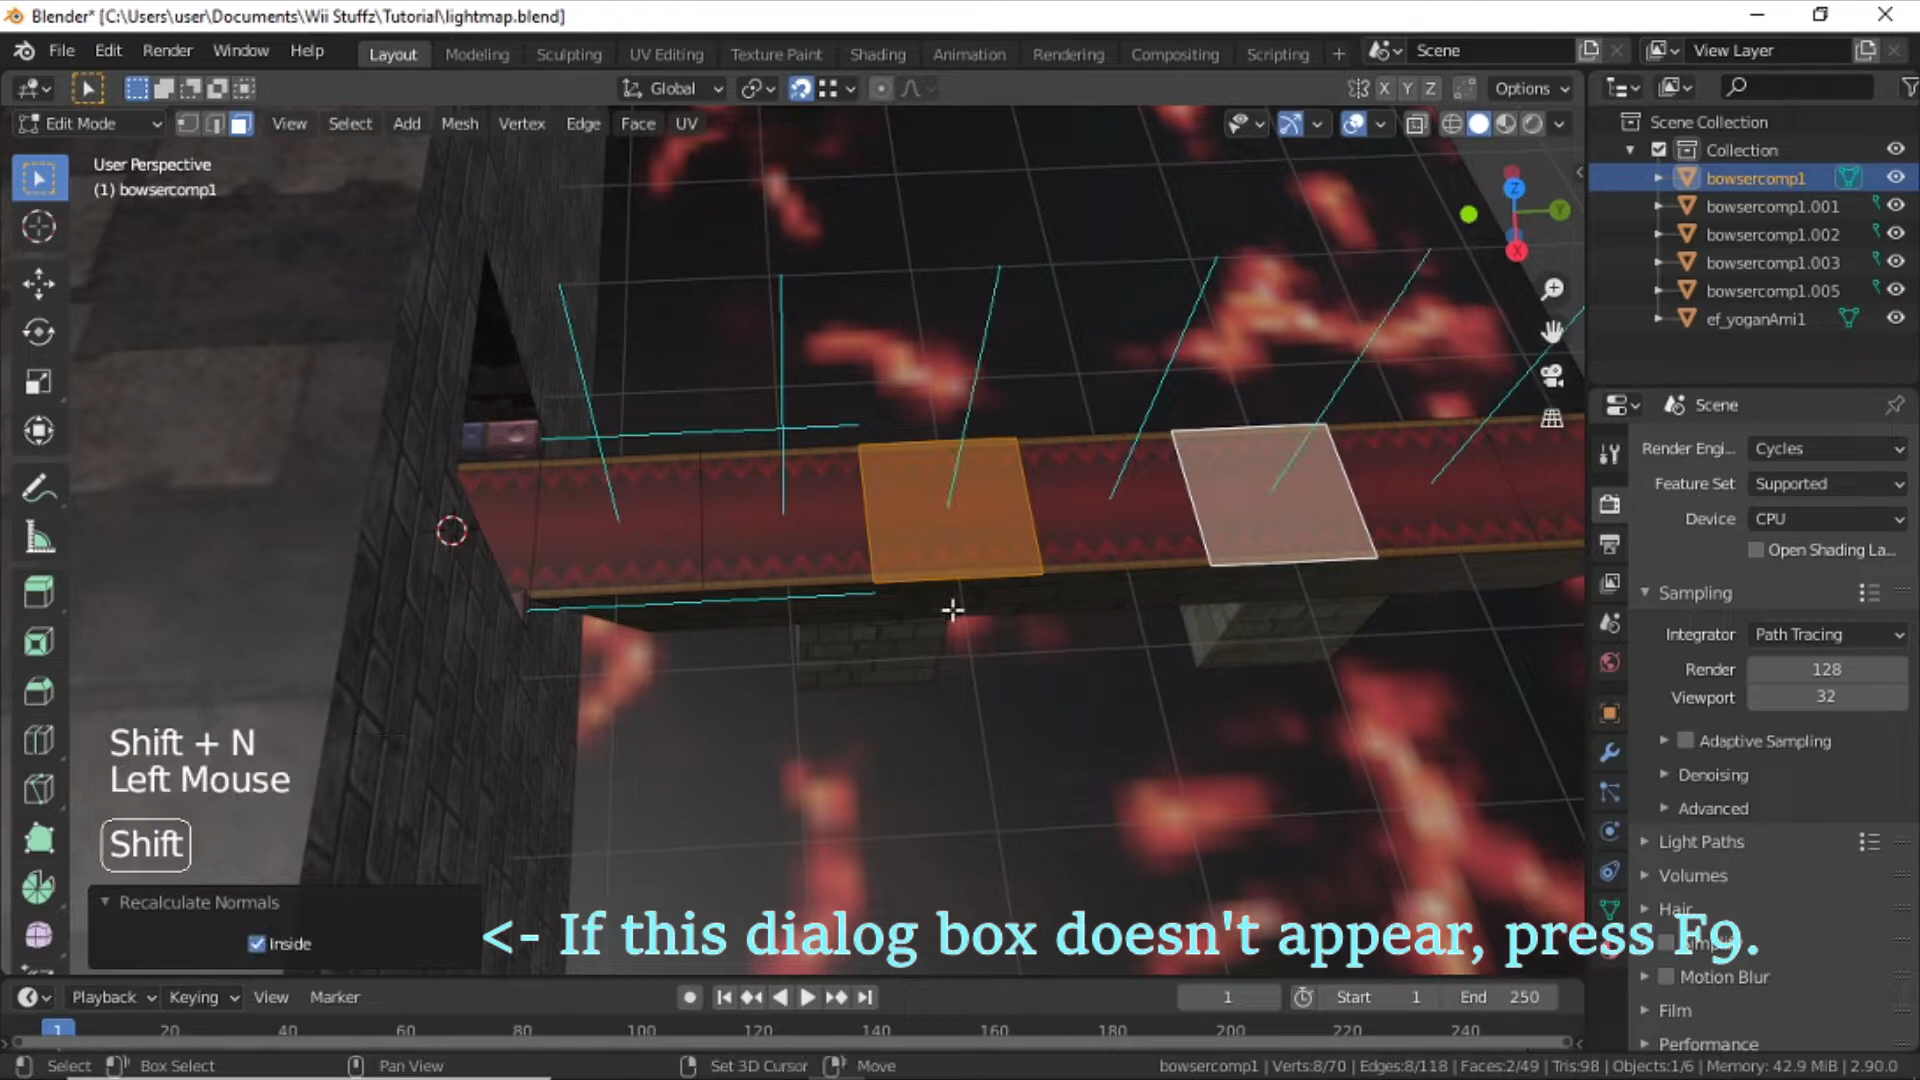 Blender* [C:\Users\user\Documents\Wii Stuffz\Tutorial\lightmap.blend]
File Edit Render Window Help Layout Modeling Sculpting UV Editing Texture Paint Shading Animation Rendering Compositing Scripting + Scene View Layer
Global X Y Z Options
Edit Mode View Select Add Mesh Vertex Edge Face UV
User Perspective
(1) bowsercomp1
Z
Y
X
Scene Collection
Collection
bowsercomp1
bowsercomp1.001
bowsercomp1.002
bowsercomp1.003
bowsercomp1.005
ef_yoganAmi1
Scene
Render Engi... Cycles
Feature Set Supported
Device CPU
Open Shading La...
Sampling
Integrator Path Tracing
Render 128
Viewport 32
Adaptive Sampling
Denoising
Advanced
Light Paths
Volumes
Hair
Simplify
Motion Blur
Film
Performance
Shift + N
Left Mouse
Shift
Recalculate Normals
Inside
<- If this dialog box doesn't appear, press F9.
Playback Keying View Marker 1 Start 1 End 250
1 20 40 60 80 100 120 140 160 180 200 220 240
Select Box Select Pan View Set 3D Cursor Move bowsercomp1 | Verts:8/70 | Edges:8/118 | Faces:2/49 | Tris:98 | Objects:1/6 | Memory: 42.9 MiB | 2.90.0